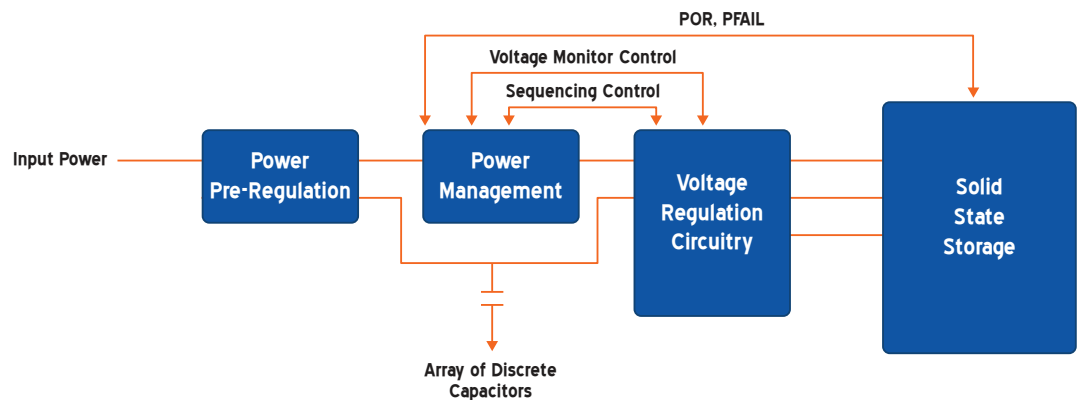 POR, PFAIL
Voltage Monitor Control
Sequencing Control
Input Power
Power
Pre-Regulation
Power
Management
Voltage
Regulation
Circuitry
Solid
State
Storage
Array of Discrete
Capacitors